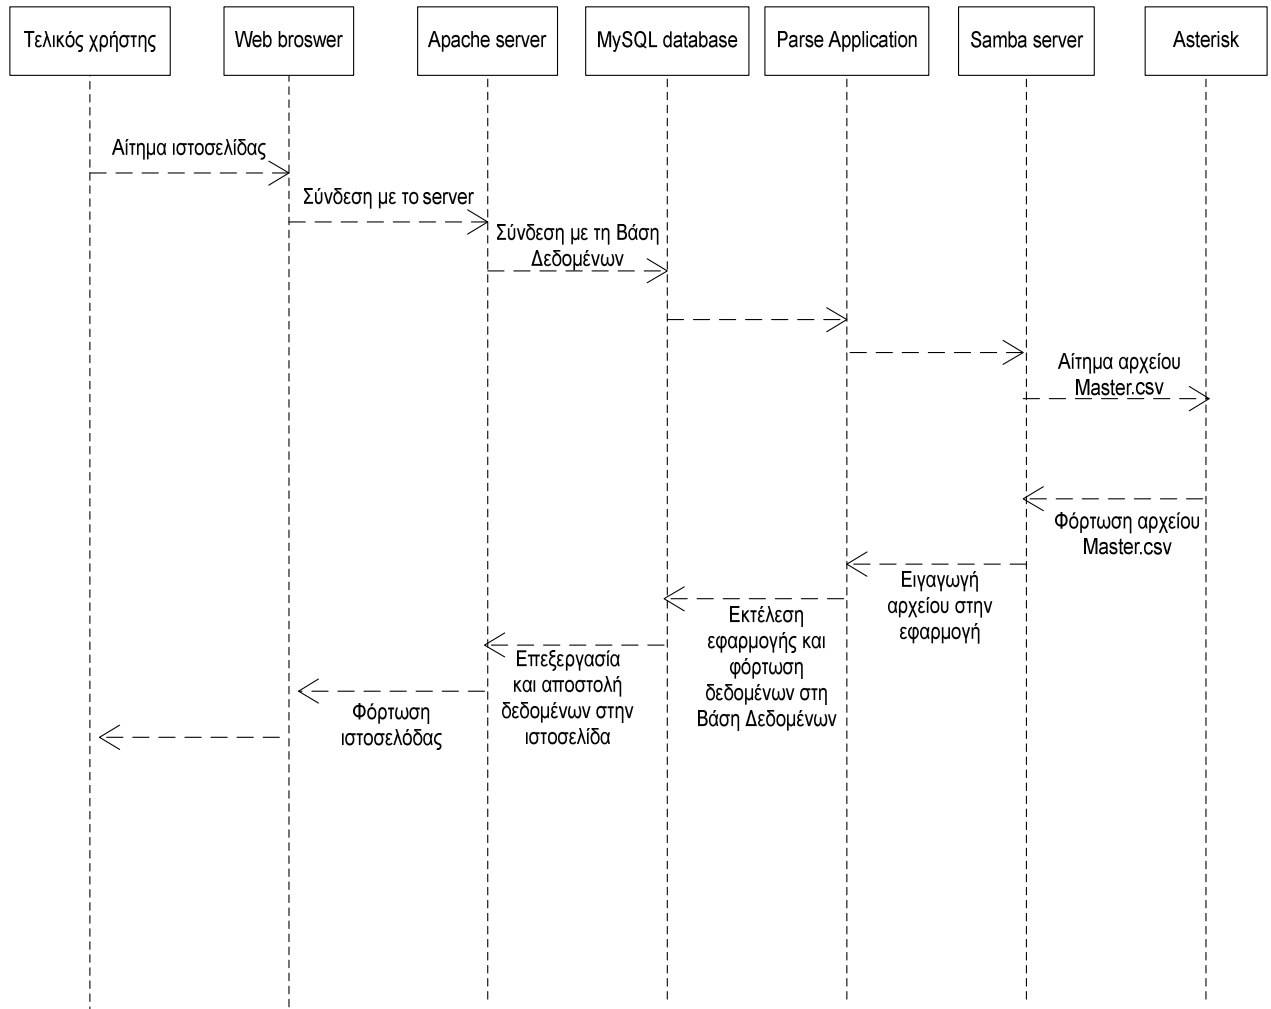 Τελικός χρήστης
Web broswer
Apache server
MySQL database
Parse Application
Samba server
Asterisk
Αίτημα ιστοσελίδας
Σύνδεση με το server
Σύνδεση με τη Βάση
Δεδομένων
Αίτημα αρχείου
Master.csv
Φόρτωση αρχείου
Master.csv
Ειγαγωγή
αρχείου στην
εφαρμογή
Εκτέλεση
εφαρμογής και
φόρτωση
δεδομένων στη
Βάση Δεδομένων
Επεξεργασία
και αποστολή
δεδομένων στην
ιστοσελίδα
Φόρτωση
ιστοσελόδας